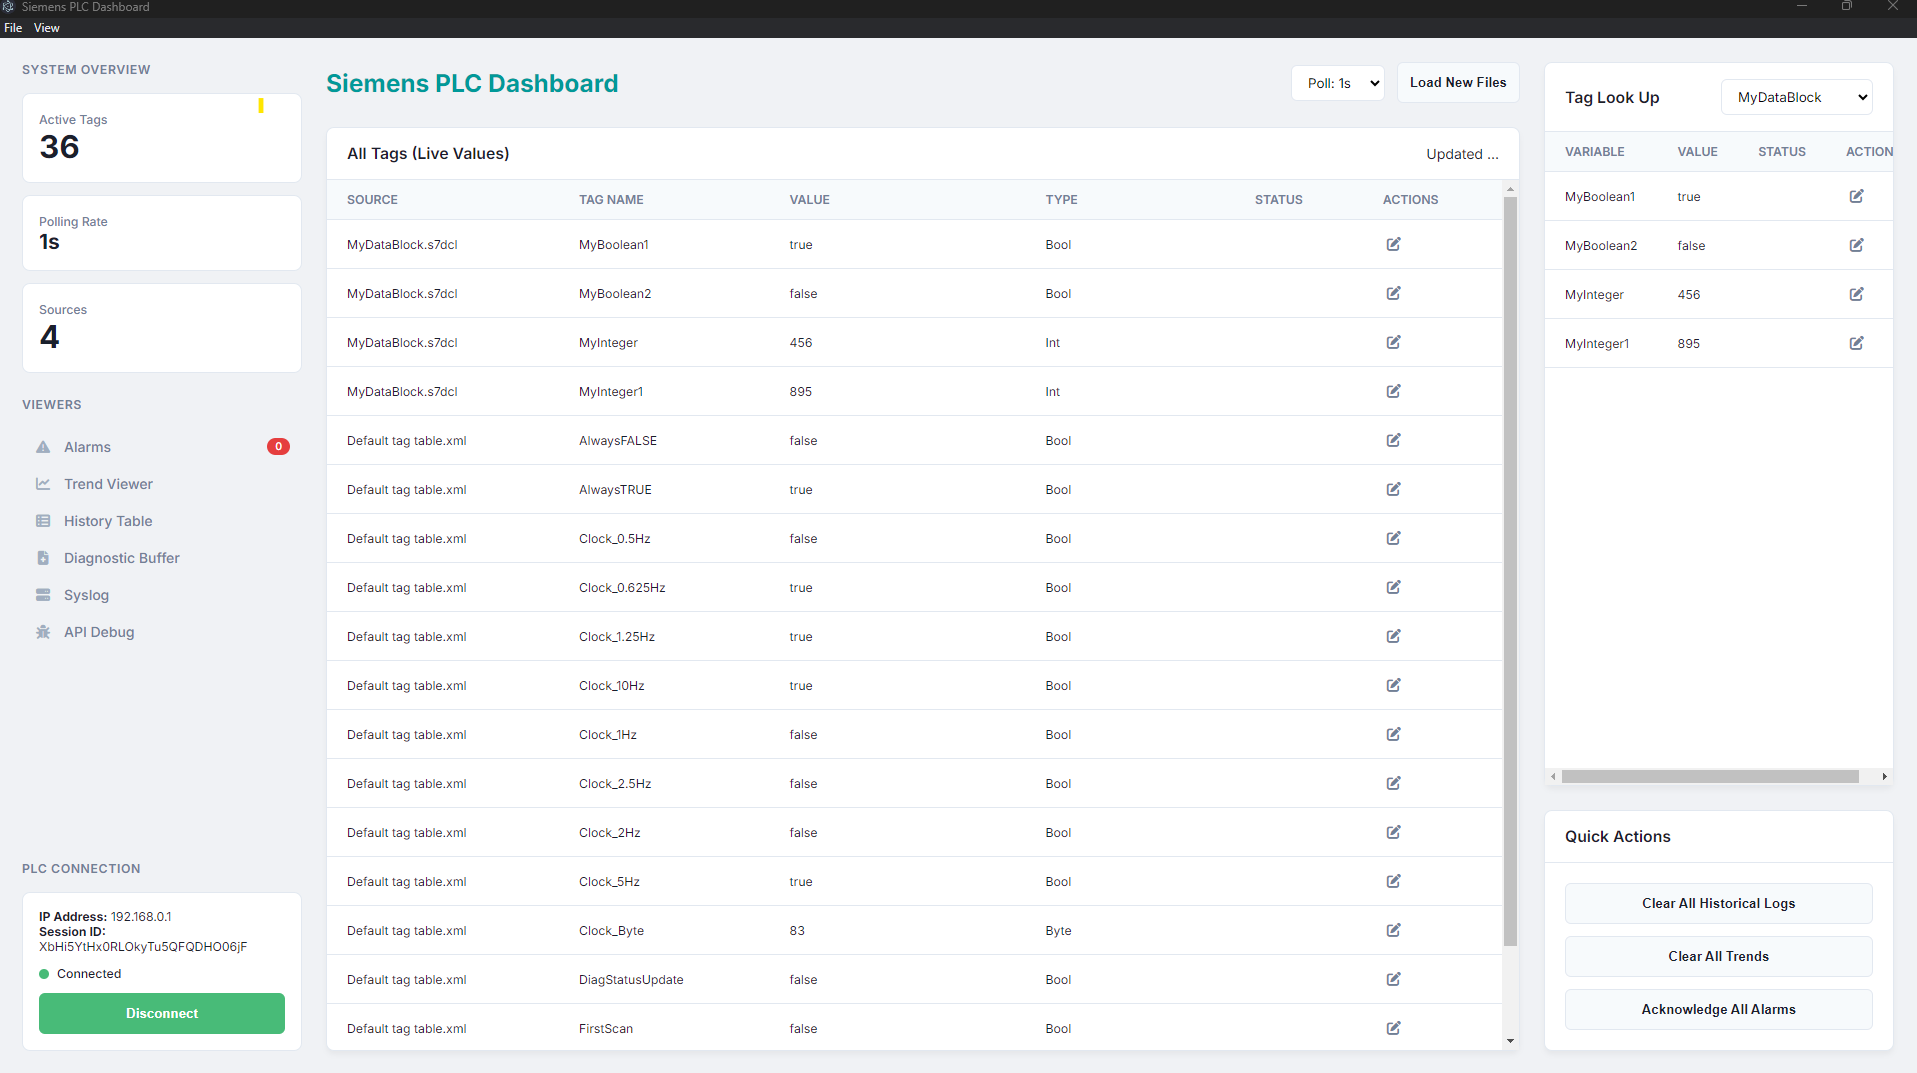 Siemens PLC Dashboard
File View
SYSTEM OVERVIEW
Active Tags
36
Polling Rate
1s
Sources
4
VIEWERS
Alarms 0
Trend Viewer
History Table
Diagnostic Buffer
Syslog
API Debug
PLC CONNECTION
IP Address: 192.168.0.1
Session ID:
XbHi5YtHx0RLOkyTu5QFQDHO06jF
Connected
Disconnect
Siemens PLC Dashboard
Poll: 1s
Load New Files
All Tags (Live Values) Updated ...
SOURCE TAG NAME VALUE TYPE STATUS ACTIONS
MyDataBlock.s7dcl MyBoolean1 true Bool
MyDataBlock.s7dcl MyBoolean2 false Bool
MyDataBlock.s7dcl MyInteger 456 Int
MyDataBlock.s7dcl MyInteger1 895 Int
Default tag table.xml AlwaysFALSE false Bool
Default tag table.xml AlwaysTRUE true Bool
Default tag table.xml Clock_0.5Hz false Bool
Default tag table.xml Clock_0.625Hz true Bool
Default tag table.xml Clock_1.25Hz true Bool
Default tag table.xml Clock_10Hz true Bool
Default tag table.xml Clock_1Hz false Bool
Default tag table.xml Clock_2.5Hz false Bool
Default tag table.xml Clock_2Hz false Bool
Default tag table.xml Clock_5Hz true Bool
Default tag table.xml Clock_Byte 83 Byte
Default tag table.xml DiagStatusUpdate false Bool
Default tag table.xml FirstScan false Bool
Tag Look Up MyDataBlock
VARIABLE VALUE STATUS ACTION
MyBoolean1 true
MyBoolean2 false
MyInteger 456
MyInteger1 895
Quick Actions
Clear All Historical Logs
Clear All Trends
Acknowledge All Alarms